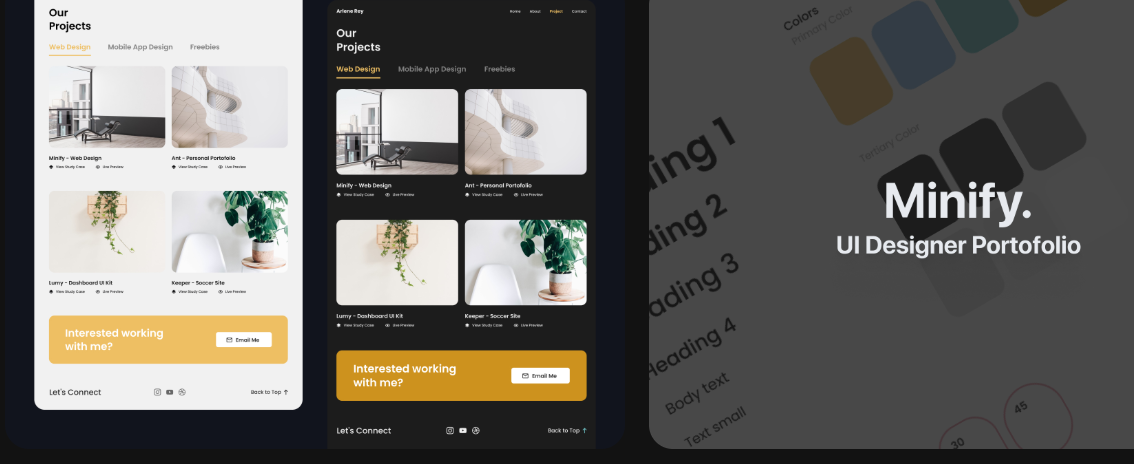 Our
Projects
Web Design Mobile App Design Freebies
Minify - Web Design
View Study Case Live Preview
Ant - Personal Portofolio
View Study Case Live Preview
Lumy - Dashboard UI Kit
View Study Case Live Preview
Keeper - Soccer Site
View Study Case Live Preview
Interested working
with me?
Email Me
Let's Connect
Back to Top ↑
Arlene Roy
Home About Project Contact
Our
Projects
Web Design Mobile App Design Freebies
Minify - Web Design
View Study Case Live Preview
Ant - Personal Portofolio
View Study Case Live Preview
Lumy - Dashboard UI Kit
View Study Case Live Preview
Keeper - Soccer Site
View Study Case Live Preview
Interested working
with me?
Email Me
Let's Connect
Back to Top ↑
Colors
Primary Color
Tertiary Color
ing 1
ding 2
ading 3
Heading 4
Body text
Text small
30
45
Minify.
UI Designer Portofolio